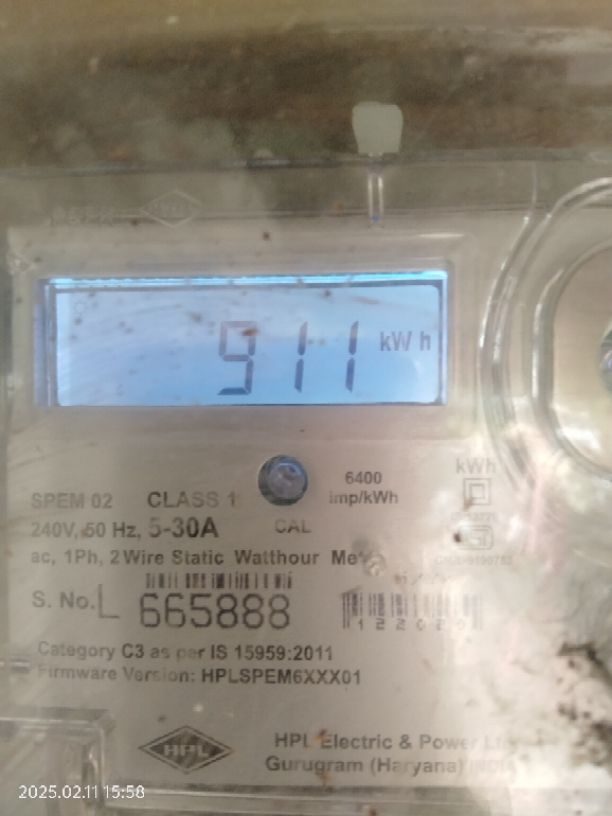 911 kWh
6400
imp/kWh
kWh
SPEM 02 CLASS 1
240V, 50 Hz, 5-30A
CAL
ac, 1Ph, 2 Wire Static Watthour
S. No. L 665888
Category C3 as per IS 15959:2011
Firmware Version: HPLSPEM6XXX01
HPL
HPL Electric & Power
Gurugram (Haryana) INDIA
2025.02.11 15:58